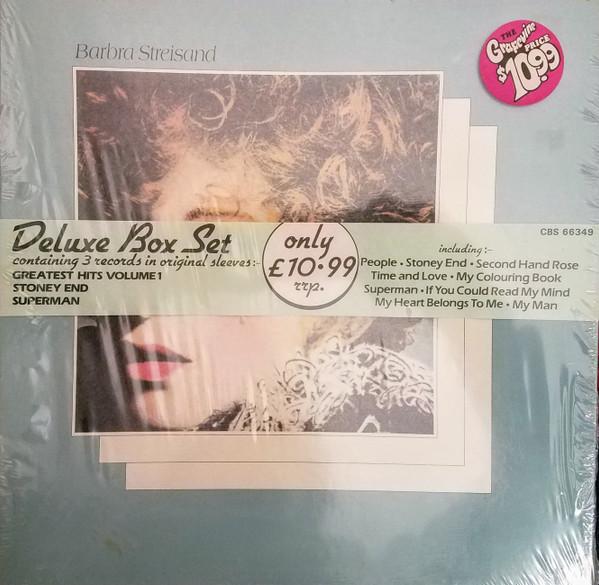 Barbra Streisand
THE
Grapevine
PRICE
$10.99
Deluxe Box Set
containing 3 records in original sleeves:-
GREATEST HITS VOLUME 1
STONEY END
SUPERMAN
only
£10·99
rrp.
CBS 66349
including:-
People • Stoney End • Second Hand Rose
Time and Love • My Colouring Book
Superman • If You Could Read My Mind
My Heart Belongs To Me • My Man